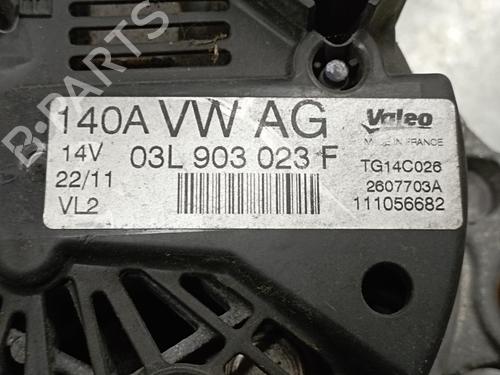 B-PARTS
140A VW AG
Valeo
MADE IN FRANCE
14V
03L 903 023 F
TG14C026
22/11
2607703A
VL2
111056682